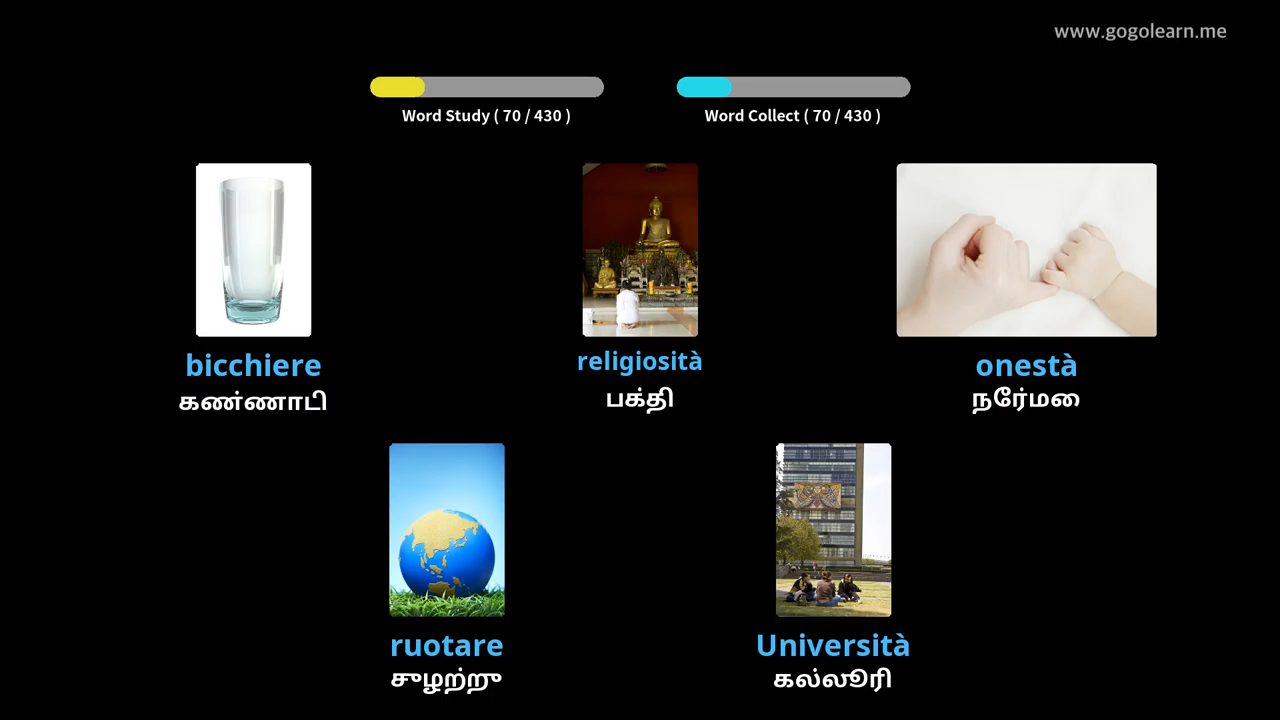 www.gogolearn.me
Word Study ( 70 / 430 )
Word Collect ( 70 / 430 )
bicchiere
கண்ணாடி
religiosità
பக்தி
onestà
நேர்மை
ruotare
சுழற்று
Università
கல்லூரி